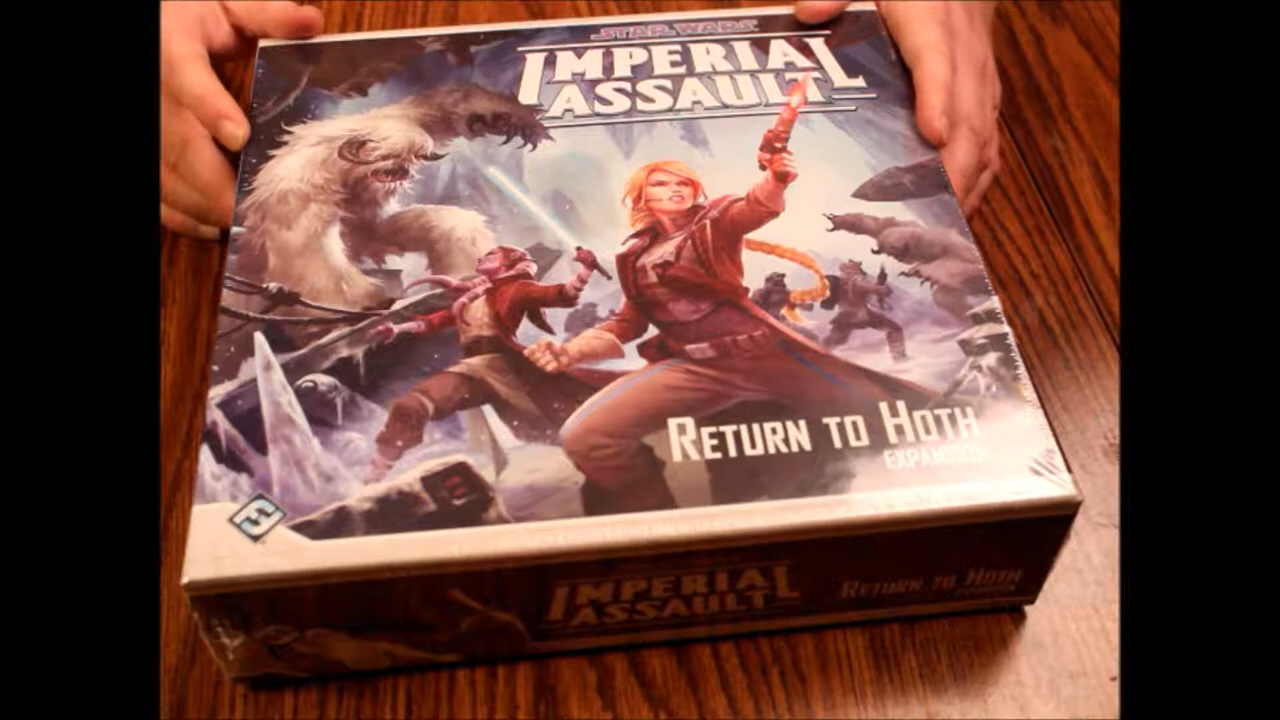 STAR WARS
IMPERIAL
ASSAULT
RETURN TO HOTH
EXPANSION
IMPERIAL
ASSAULT
RETURN TO HOTH